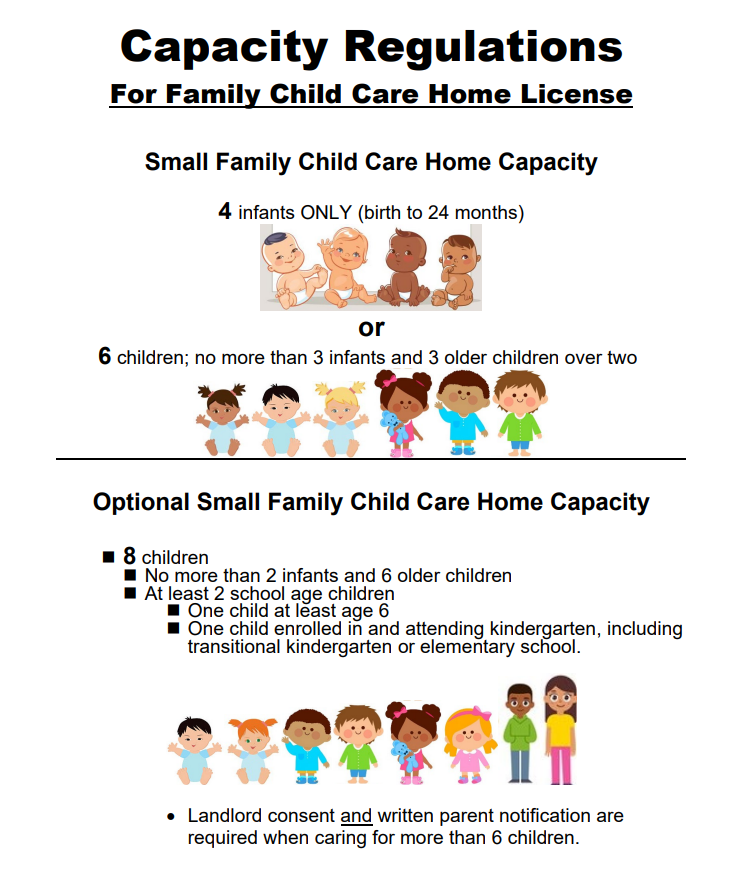 Capacity Regulations
For Family Child Care Home License
Small Family Child Care Home Capacity
4 infants ONLY (birth to 24 months)
or
6 children; no more than 3 infants and 3 older children over two
Optional Small Family Child Care Home Capacity
■ 8 children
■ No more than 2 infants and 6 older children
■ At least 2 school age children
■ One child at least age 6
■ One child enrolled in and attending kindergarten, including
transitional kindergarten or elementary school.
• Landlord consent and written parent notification are
required when caring for more than 6 children.